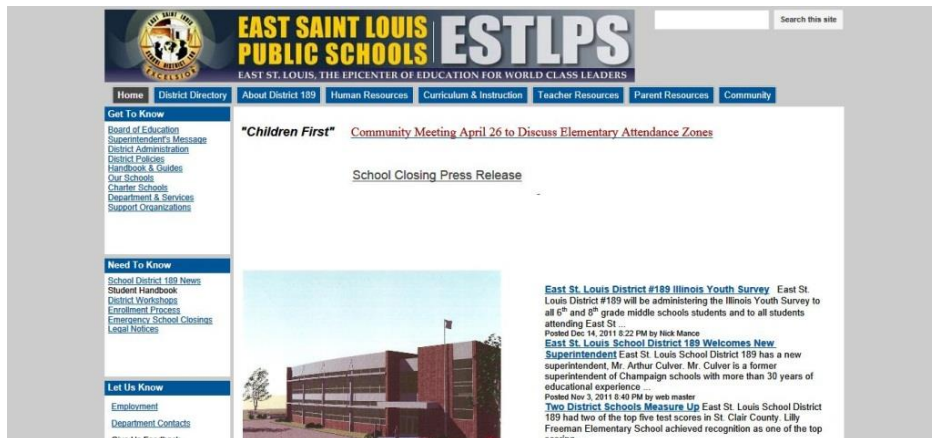 EAST SAINT LOUIS
PUBLIC SCHOOLS
ESTLPS
EAST ST. LOUIS, THE EPICENTER OF EDUCATION FOR WORLD CLASS LEADERS
EXCELSIOR
Search this site
Home District Directory About District 189 Human Resources Curriculum & Instruction Teacher Resources Parent Resources Community
Get To Know
Board of Education
Superintendent's Message
District Administration
District Policies
Handbook & Guides
Our Schools
Charter Schools
Department & Services
Support Organizations
Need To Know
School District 189 News
Student Handbook
District Workshops
Enrollment Process
Emergency School Closings
Legal Notices
Let Us Know
Employment
Department Contacts
"Children First" Community Meeting April 26 to Discuss Elementary Attendance Zones
School Closing Press Release
East St. Louis District #189 Illinois Youth Survey East St.
Louis District #189 will be administering the Illinois Youth Survey to
all 6th and 8th grade middle schools students and to all students
attending East St ...
Posted Dec 14, 2011 8:22 PM by Nick Mance
East St. Louis School District 189 Welcomes New
Superintendent East St. Louis School District 189 has a new
superintendent, Mr. Arthur Culver. Mr. Culver is a former
superintendent of Champaign schools with more than 30 years of
educational experience ...
Posted Nov 3, 2011 8:40 PM by web master
Two District Schools Measure Up East St. Louis School District
189 had two of the top five test scores in St. Clair County. Lilly
Freeman Elementary School achieved recognition as one of the top